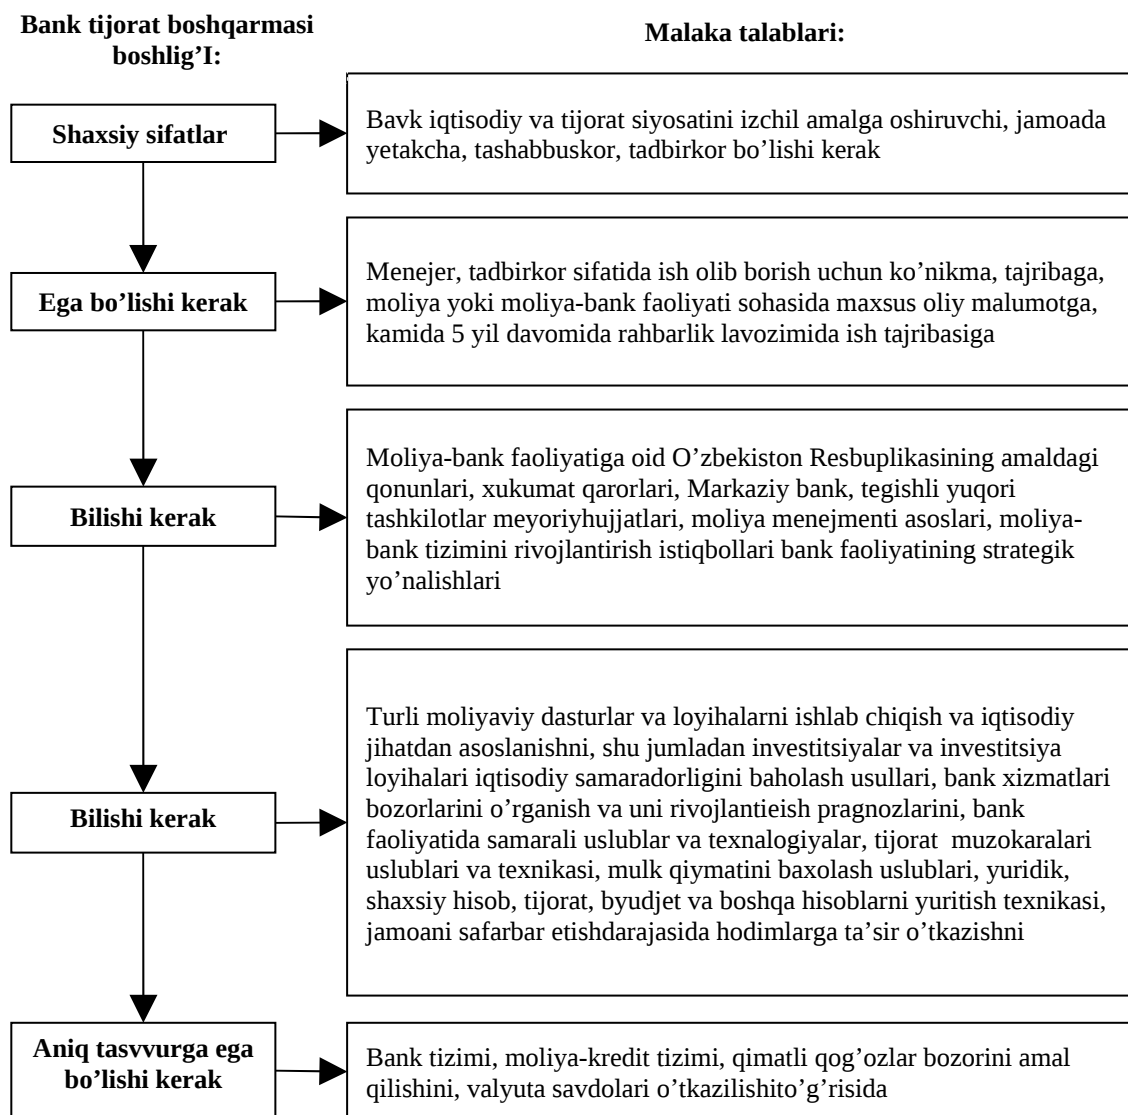 Bank tijorat boshqarmasi
boshlig’I:
Malaka talablari:
Shaxsiy sifatlar
Bavk iqtisodiy va tijorat siyosatini izchil amalga oshiruvchi, jamoada
yetakcha, tashabbuskor, tadbirkor bo’lishi kerak
Ega bo’lishi kerak
Menejer, tadbirkor sifatida ish olib borish uchun ko’nikma, tajribaga,
moliya yoki moliya-bank faoliyati sohasida maxsus oliy malumotga,
kamida 5 yil davomida rahbarlik lavozimida ish tajribasiga
Bilishi kerak
Moliya-bank faoliyatiga oid O’zbekiston Resbuplikasining amaldagi
qonunlari, xukumat qarorlari, Markaziy bank, tegishli yuqori
tashkilotlar meyoriyhujjatlari, moliya menejmenti asoslari, moliya-
bank tizimini rivojlantirish istiqbollari bank faoliyatining strategik
yo’nalishlari
Bilishi kerak
Turli moliyaviy dasturlar va loyihalarni ishlab chiqish va iqtisodiy
jihatdan asoslanishni, shu jumladan investitsiyalar va investitsiya
loyihalari iqtisodiy samaradorligini baholash usullari, bank xizmatlari
bozorlarini o’rganish va uni rivojlantieish pragnozlarini, bank
faoliyatida samarali uslublar va texnalogiyalar, tijorat  muzokaralari
uslublari va texnikasi, mulk qiymatini baxolash uslublari, yuridik,
shaxsiy hisob, tijorat, byudjet va boshqa hisoblarni yuritish texnikasi,
jamoani safarbar etishdarajasida hodimlarga ta’sir o’tkazishni
Aniq tasvvurga ega
bo’lishi kerak
Bank tizimi, moliya-kredit tizimi, qimatli qog’ozlar bozorini amal
qilishini, valyuta savdolari o’tkazilishito’g’risida